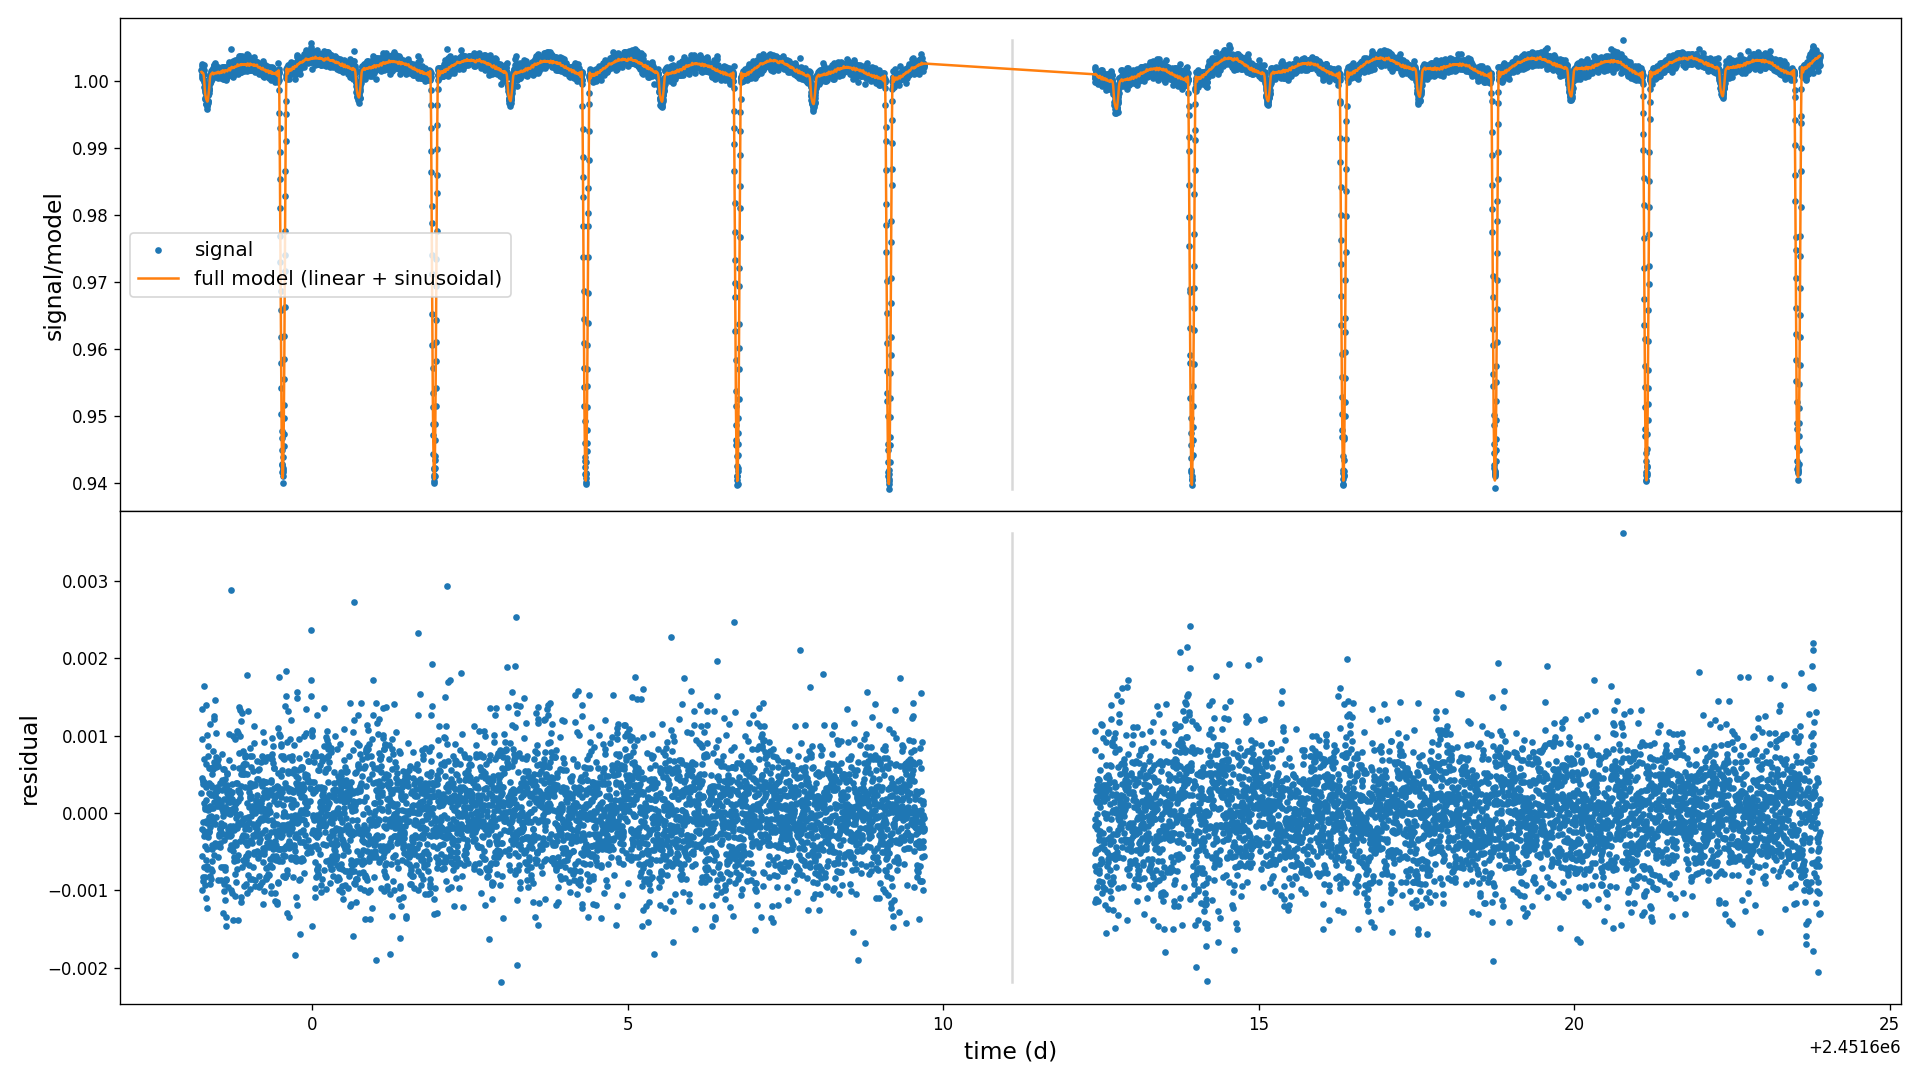 1.00
0.99
0.98
0.97
0.96
0.95
0.94
signal/model
signal
full model (linear + sinusoidal)
0.003
0.002
0.001
0.000
−0.001
−0.002
residual
0 5 10 15 20 25
time (d)
+2.4516e6